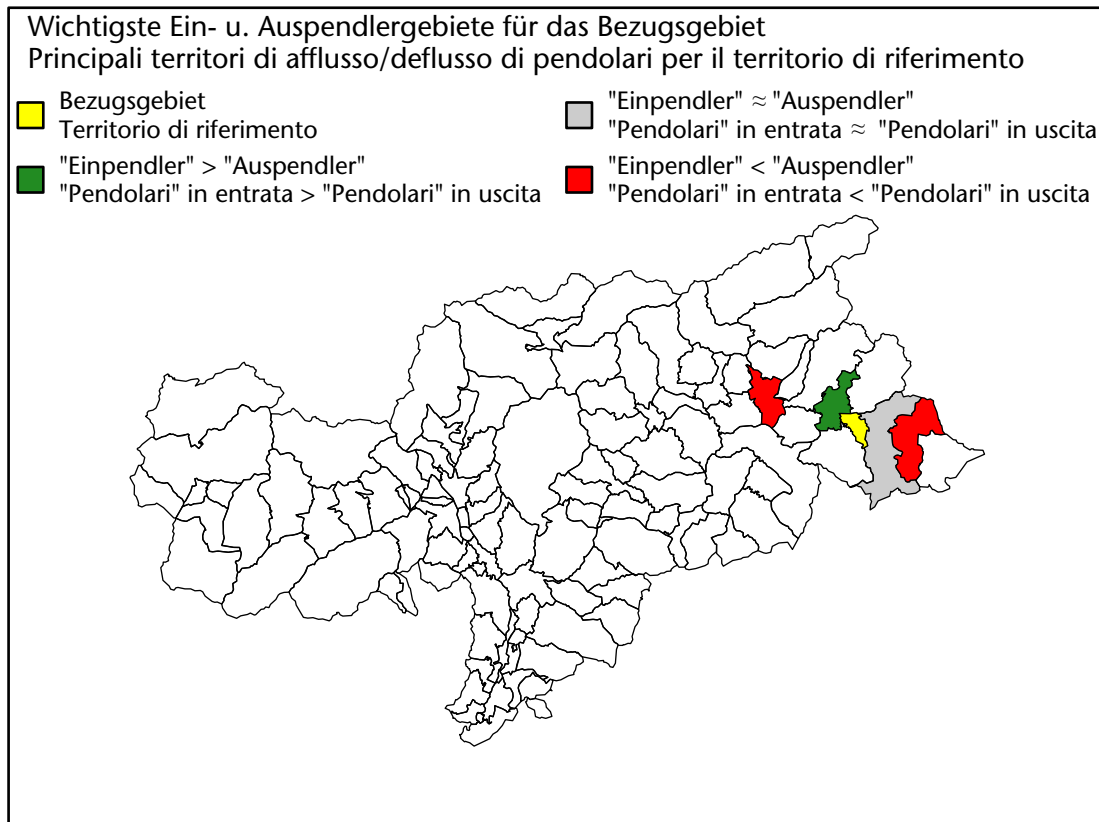 Wichtigste Ein- u. Auspendlergebiete für das Bezugsgebiet
Principali territori di afflusso/deflusso di pendolari per il territorio di riferimento
Bezugsgebiet
Territorio di riferimento
"Einpendler" > "Auspendler"
"Pendolari" in entrata > "Pendolari" in uscita
"Einpendler" ≈ "Auspendler"
"Pendolari" in entrata ≈ "Pendolari" in uscita
"Einpendler" < "Auspendler"
"Pendolari" in entrata < "Pendolari" in uscita